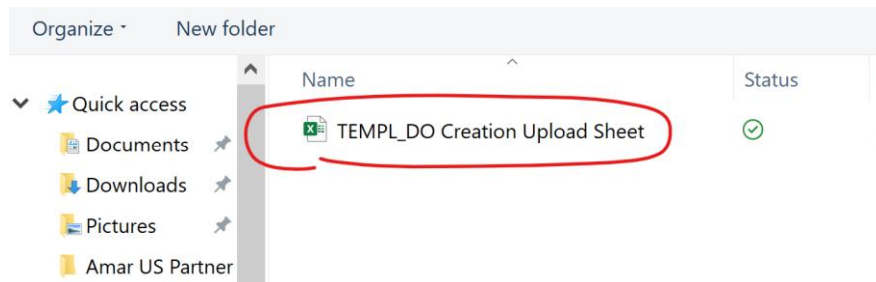 Organize New folder
Name Status
Quick access
TEMPL_DO Creation Upload Sheet
Documents
Downloads
Pictures
Amar US Partner